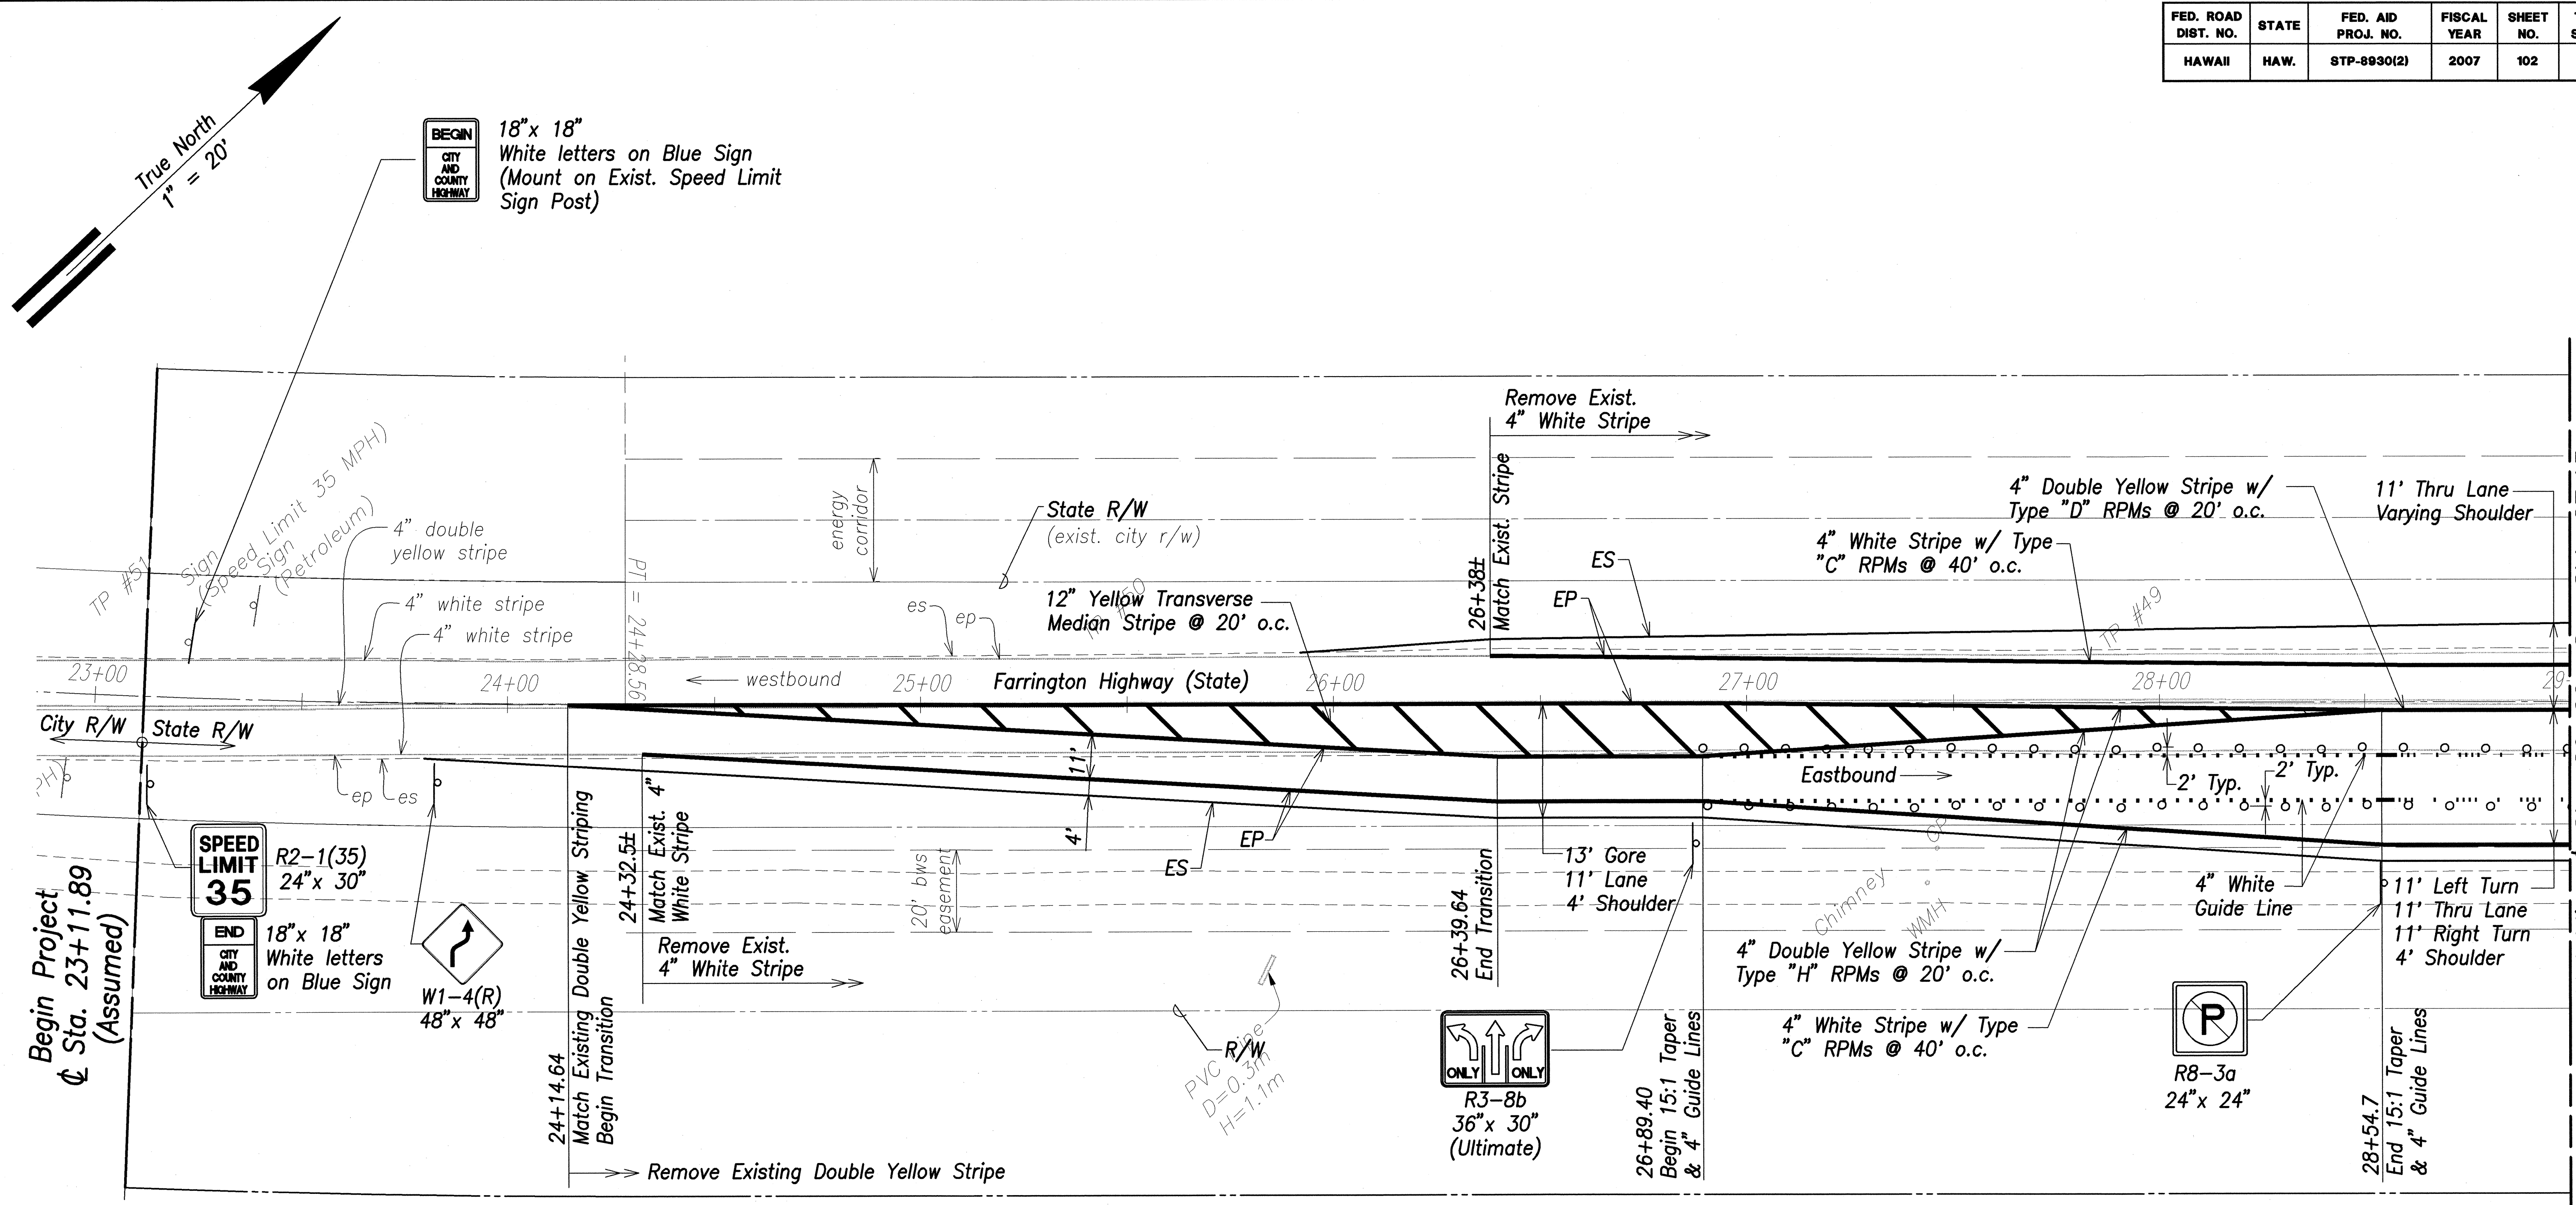 FED. ROAD DIST. NO. STATE FED. AID PROJ. NO. FISCAL YEAR SHEET NO.
HAWAII HAW. STP-8930(2) 2007 102
True North
1" = 20'
BEGIN
CITY
AND
COUNTY
HIGHWAY
18"x 18"
White letters on Blue Sign
(Mount on Exist. Speed Limit
Sign Post)
Remove Exist.
4" White Stripe
TP #51
Sign
(Speed Limit 35 MPH)
Sign
(Petroleum)
4" double
yellow stripe
4" white stripe
4" white stripe
PT = 24+28.56
energy
corridor
State R/W
(exist. city r/w)
es
ep
TP #50
12" Yellow Transverse
Median Stripe @ 20' o.c.
26+38±
Match Exist. Stripe
ES
EP
4" White Stripe w/ Type
"C" RPMs @ 40' o.c.
4" Double Yellow Stripe w/
Type "D" RPMs @ 20' o.c.
11' Thru Lane
Varying Shoulder
TP #49
23+00
24+00
westbound
25+00
Farrington Highway (State)
26+00
27+00
28+00
29
City R/W
State R/W
PH)
ep
es
11'
4'
Eastbound
2' Typ.
2' Typ.
SPEED
LIMIT
35
R2-1(35)
24"x 30"
END
CITY
AND
COUNTY
HIGHWAY
18"x 18"
White letters
on Blue Sign
Begin Project
℄ Sta. 23+11.89
(Assumed)
W1-4(R)
48"x 48"
24+14.64
Match Existing Double Yellow Striping
Begin Transition
24+32.5±
Match Exist. 4"
White Stripe
Remove Exist.
4" White Stripe
Remove Existing Double Yellow Stripe
20' bws
easement
ES
EP
R/W
PVC Line
D=0.3m
H=1.1m
26+39.64
End Transition
13' Gore
11' Lane
4' Shoulder
ONLY ONLY
R3-8b
36"x 30"
(Ultimate)
26+89.40
Begin 15:1 Taper
& 4" Guide Lines
Chimney
GP
WMH
4" Double Yellow Stripe w/
Type "H" RPMs @ 20' o.c.
4" White Stripe w/ Type
"C" RPMs @ 40' o.c.
4" White
Guide Line
P
R8-3a
24"x 24"
11' Left Turn
11' Thru Lane
11' Right Turn
4' Shoulder
28+54.7
End 15:1 Taper
& 4" Guide Lines